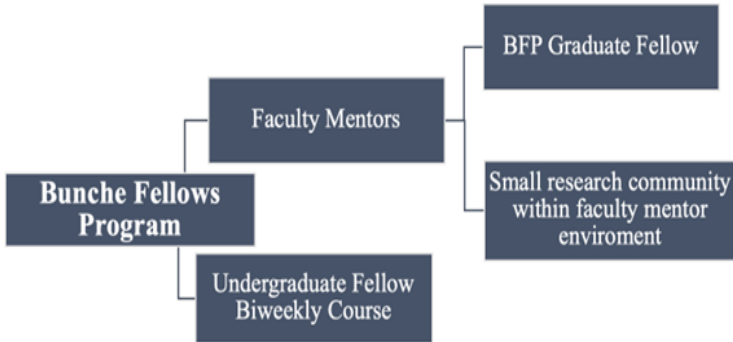 BFP Graduate Fellow
Faculty Mentors
Small research community
within faculty mentor
enviroment
Bunche Fellows
Program
Undergraduate Fellow
Biweekly Course